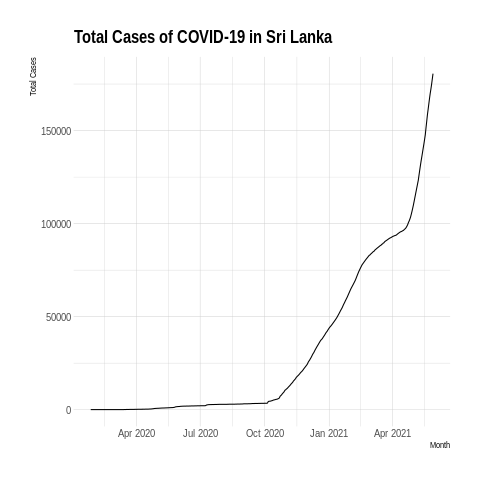 Total Cases of COVID-19 in Sri Lanka
Total Cases
150000
100000
50000
0
Apr 2020 Jul 2020 Oct 2020 Jan 2021 Apr 2021
Month